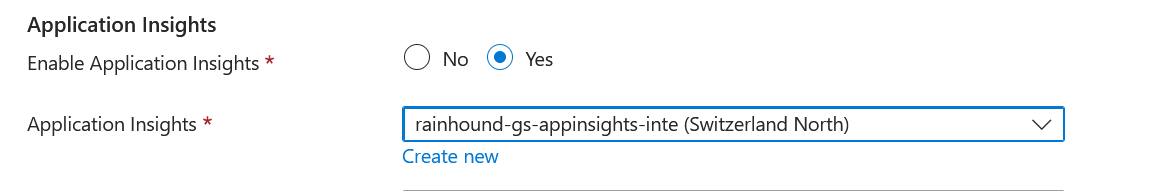 Application Insights
Enable Application Insights * No Yes
Application Insights * rainhound-gs-appinsights-inte (Switzerland North)
Create new